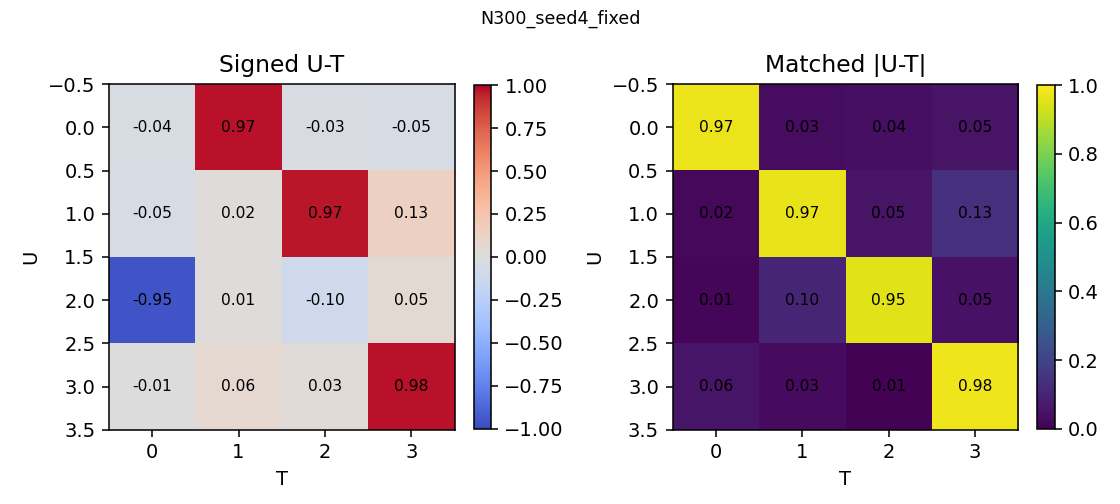 N300_seed4_fixed
Signed U-T
−0.5
0.0
0.5
1.0
1.5
2.0
2.5
3.0
3.5
U
-0.04 0.97 -0.03 -0.05
-0.05 0.02 0.97 0.13
-0.95 0.01 -0.10 0.05
-0.01 0.06 0.03 0.98
0 1 2 3
T
1.00
0.75
0.50
0.25
0.00
−0.25
−0.50
−0.75
−1.00
Matched |U-T|
−0.5
0.0
0.5
1.0
1.5
2.0
2.5
3.0
3.5
U
0.97 0.03 0.04 0.05
0.02 0.97 0.05 0.13
0.01 0.10 0.95 0.05
0.06 0.03 0.01 0.98
0 1 2 3
T
1.0
0.8
0.6
0.4
0.2
0.0